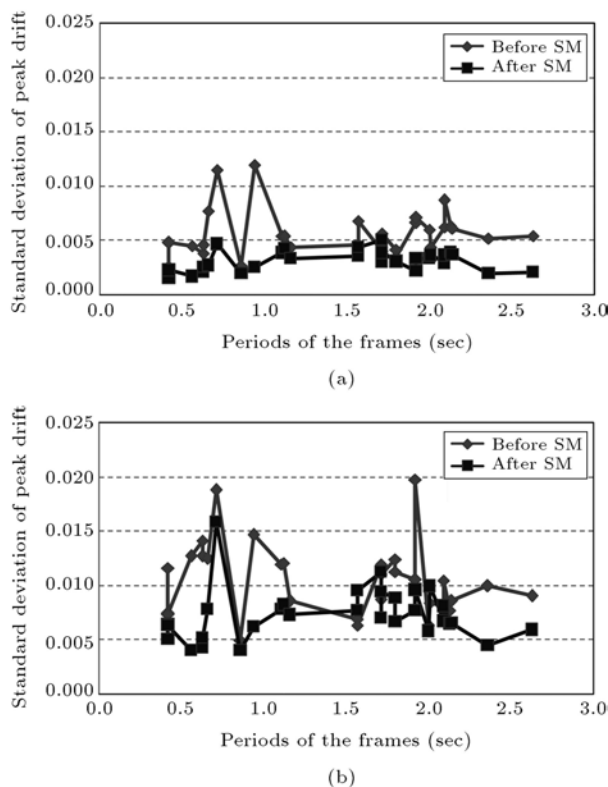 0.025
0.020
0.015
0.010
0.005
0.000
Standard deviation of peak drift
Before SM
After SM
0.0 0.5 1.0 1.5 2.0 2.5 3.0
Periods of the frames (sec)
(a)
0.025
0.020
0.015
0.010
0.005
0.000
Standard deviation of peak drift
Before SM
After SM
0.0 0.5 1.0 1.5 2.0 2.5 3.0
Periods of the frames (sec)
(b)